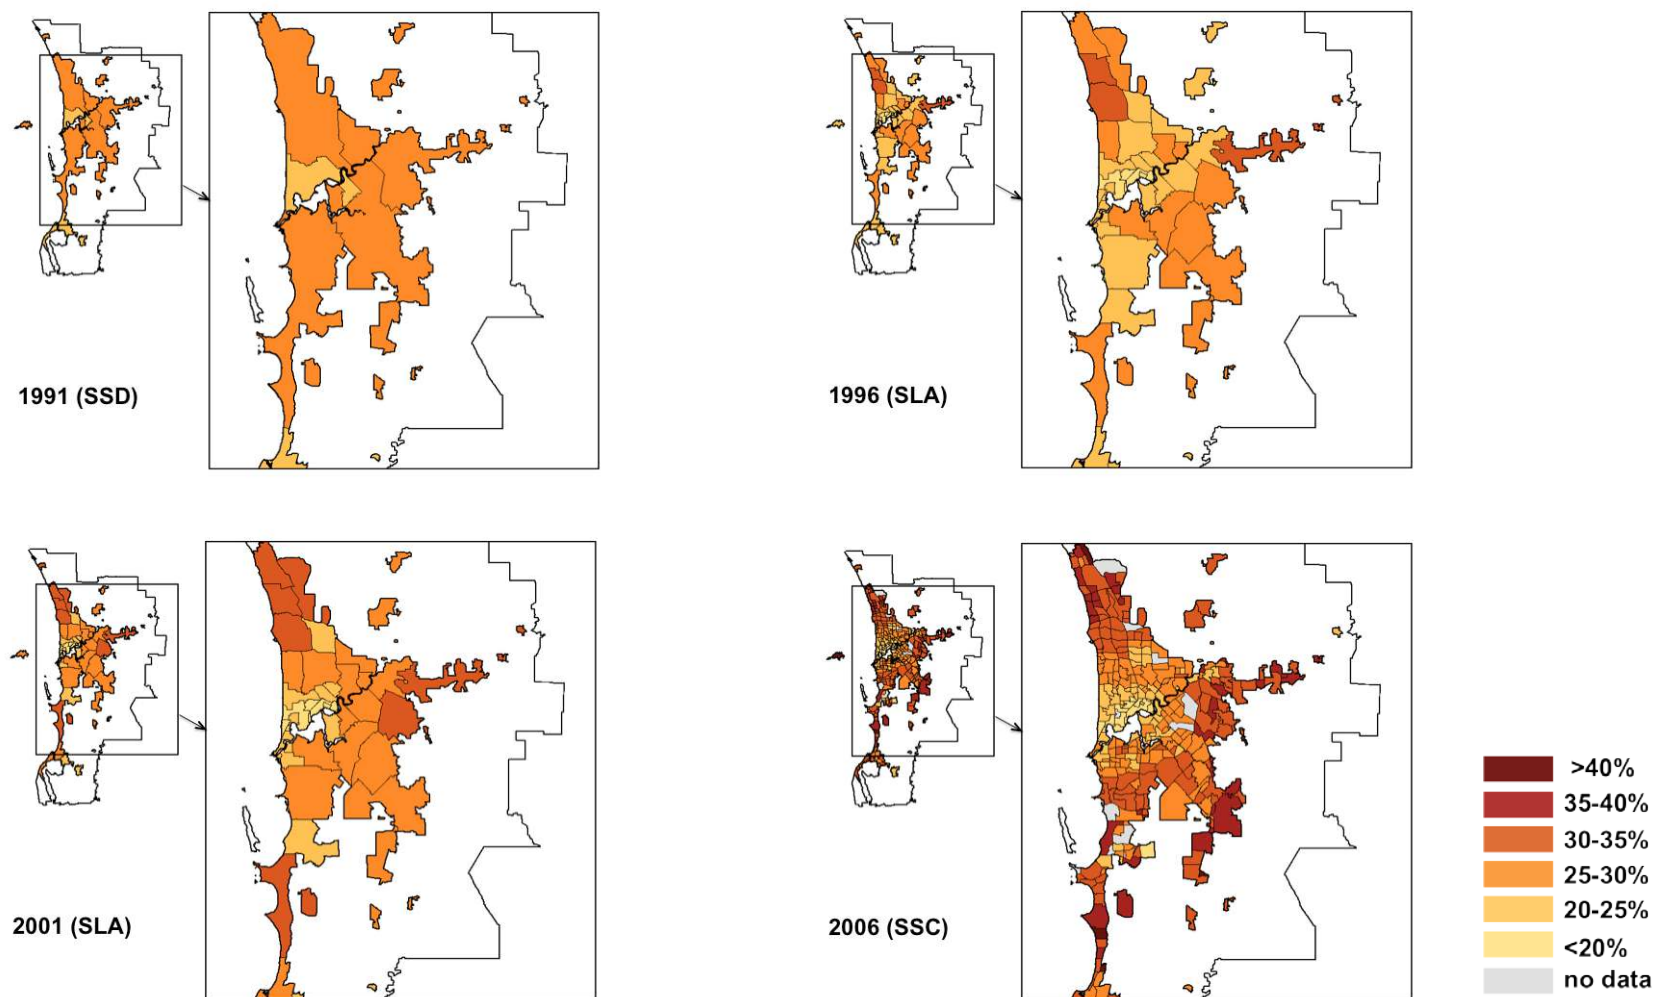 1991 (SSD)
1996 (SLA)
2001 (SLA)
2006 (SSC)
>40%
35-40%
30-35%
25-30%
20-25%
<20%
no data